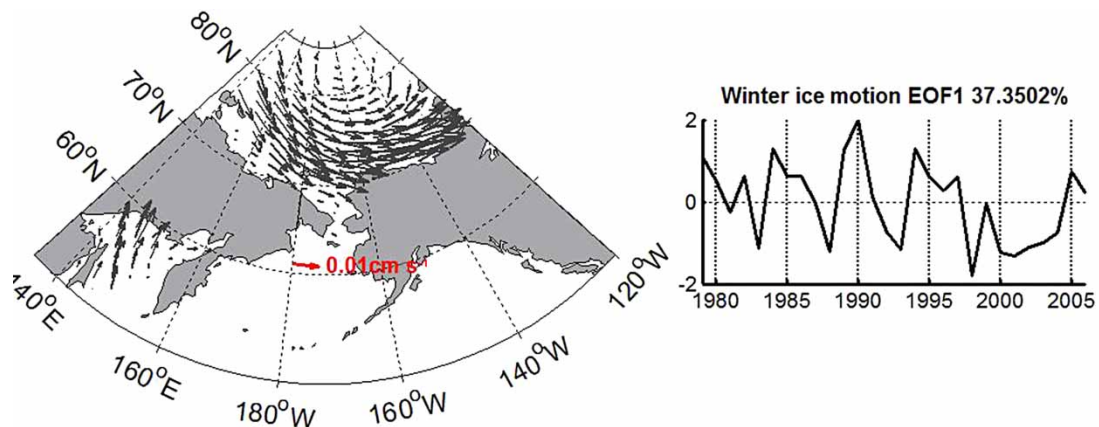 80°N
70°N
60°N
140°E
160°E
180°W
160°W
140°W
120°W
0.01cm s⁻¹
Winter ice motion EOF1 37.3502%
2
0
-2
1980 1985 1990 1995 2000 2005